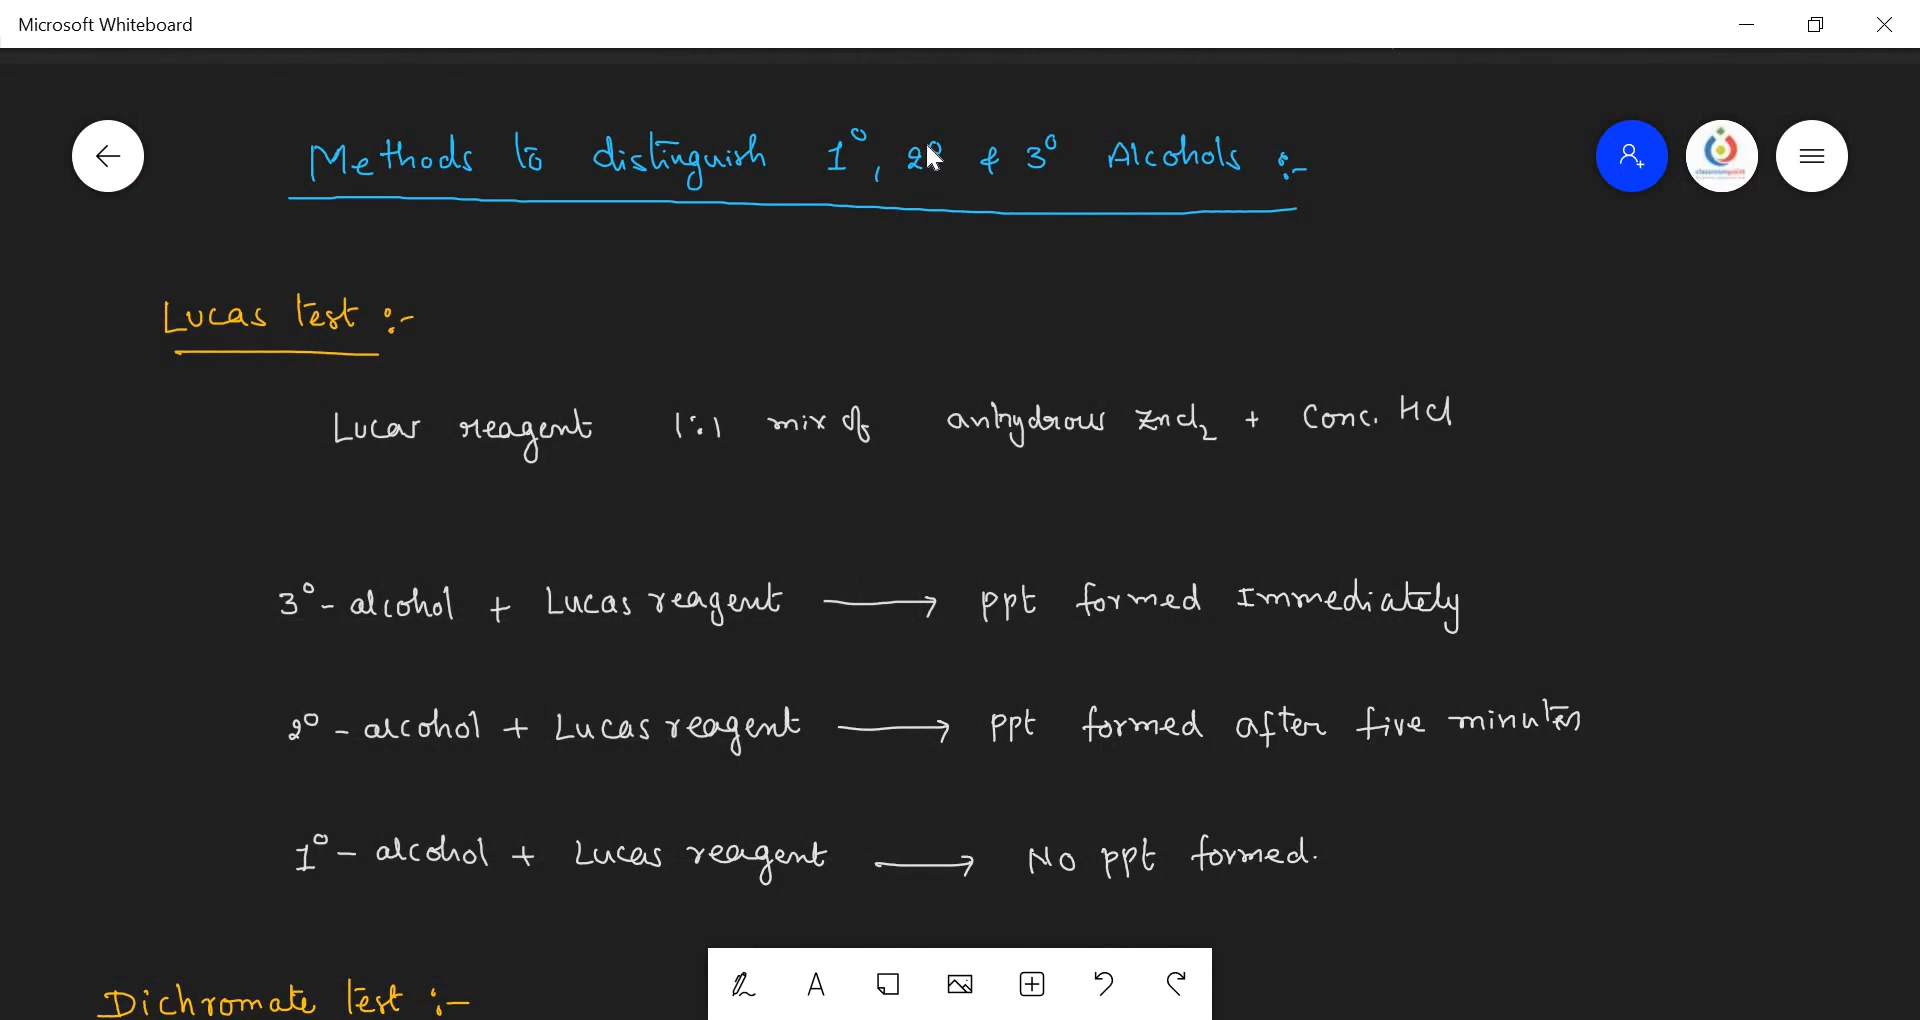 Microsoft Whiteboard
Methods to distinguish 1°, 2° & 3° Alcohols :-
Lucas test :-
Lucas reagent 1:1 mix of anhydrous ZnCl₂ + Conc. HCl
3° - alcohol + Lucas reagent → ppt formed Immediately
2° - alcohol + Lucas reagent → ppt formed after five minutes
1° - alcohol + Lucas reagent → No ppt formed.
Dichromate test :-